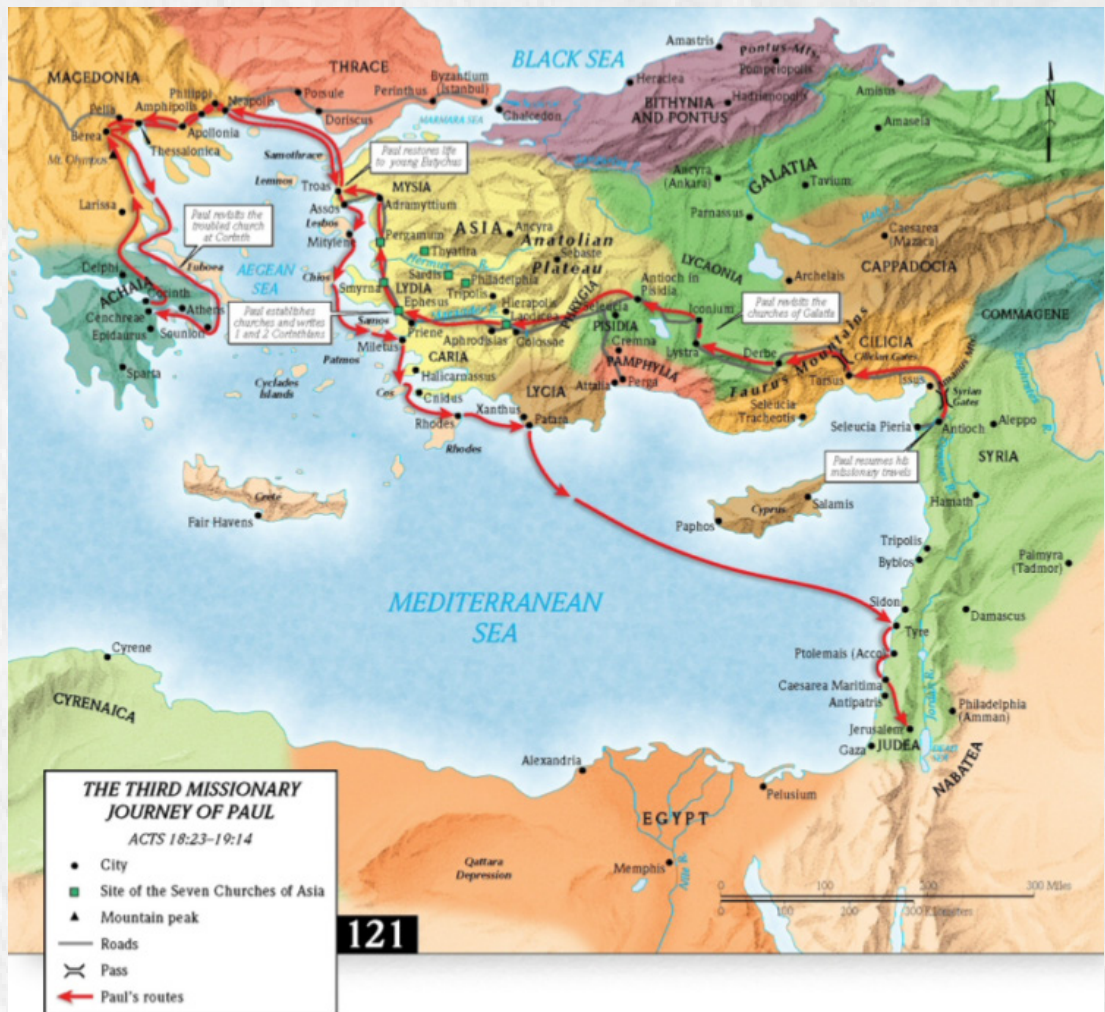 BLACK SEA
Amastris
Pontus Mts.
Pompeiopolis
THRACE
MACEDONIA
Heraclea
Amisus
Byzantium
(Istanbul)
Perinthus
BITHYNIA
AND PONTUS
Hadrianopolis
Philippi
Neapolis
Amphipolis
Pella
Doriscus
Chalcedon
MARMARA SEA
Amaseia
N
Berea
Apollonia
Thessalonica
Mt. Olympus
Samothrace
Paul restores life
to young Eutychus
Lemnos
Troas
MYSIA
Ancyra
(Ankara)
GALATIA
Tavium
Larissa
Assos
Adramyttium
Parnassus
Lesbos
Mitylene
Pergamum
ASIA
Ancyra
Anatolian
Plateau
Sebaste
Paul revisits the
troubled church
at Corinth
Caesarea
(Mazaca)
Thyatira
Hermus R.
CAPPADOCIA
LYCAONIA
Archelais
Delphi
Euboea
AEGEAN
SEA
Chios
Sardis
Philadelphia
Smyrna
LYDIA
Tripolis
Antioch in
Pisidia
PHRYGIA
ACHAIA
Corinth
Athens
Cenchreae
Epidaurus
Sounion
Paul establishes
churches and writes
1 and 2 Corinthians
Ephesus
Hierapolis
Laodicea
Seleucia
Iconium
Paul revisits the
churches of Galatia
COMMAGENE
Samos
Priene
Aphrodisias
Colossae
PISIDIA
Cremna
Lystra
Derbe
CILICIA
Cilician Gates
Taurus Mountains
Miletus
Patmos
CARIA
Halicarnassus
PAMPHYLIA
Perga
Attalia
Tarsus
Issus
Syrian
Gates
Sparta
Cyclades
Islands
Cos
Cnidus
LYCIA
Xanthus
Patara
Seleucia
Tracheotis
Seleucia Pieria
Antioch
Aleppo
Rhodes
Rhodes
Paul resumes his
missionary travels
SYRIA
Crete
Fair Havens
Cyprus
Salamis
Paphos
Hamath
Tripolis
Byblos
Palmyra
(Tadmor)
MEDITERRANEAN
SEA
Sidon
Damascus
Tyre
Ptolemais (Acco
Cyrene
CYRENAICA
Caesarea Maritima
Antipatris
Jordan R.
Philadelphia
(Amman)
Jerusalem
JUDEA
Gaza
DEAD
SEA
NABATEA
Alexandria
Pelusium
EGYPT
Memphis
Qattara
Depression
THE THIRD MISSIONARY
JOURNEY OF PAUL
ACTS 18:23–19:14
City
Site of the Seven Churches of Asia
Mountain peak
Roads
Pass
Paul's routes
121
0 100 200 300 Miles
0 100 200 300 Kilometers